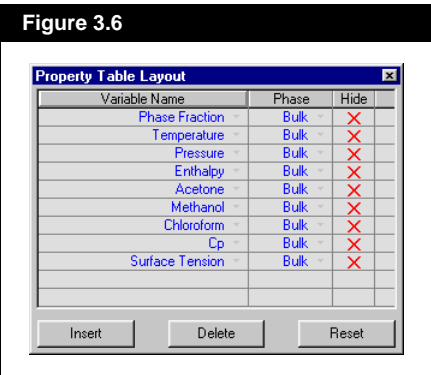 Figure 3.6
Property Table Layout
Variable Name Phase Hide
Phase Fraction Bulk
Temperature Bulk
Pressure Bulk
Enthalpy Bulk
Acetone Bulk
Methanol Bulk
Chloroform Bulk
Cp Bulk
Surface Tension Bulk
Insert Delete Reset